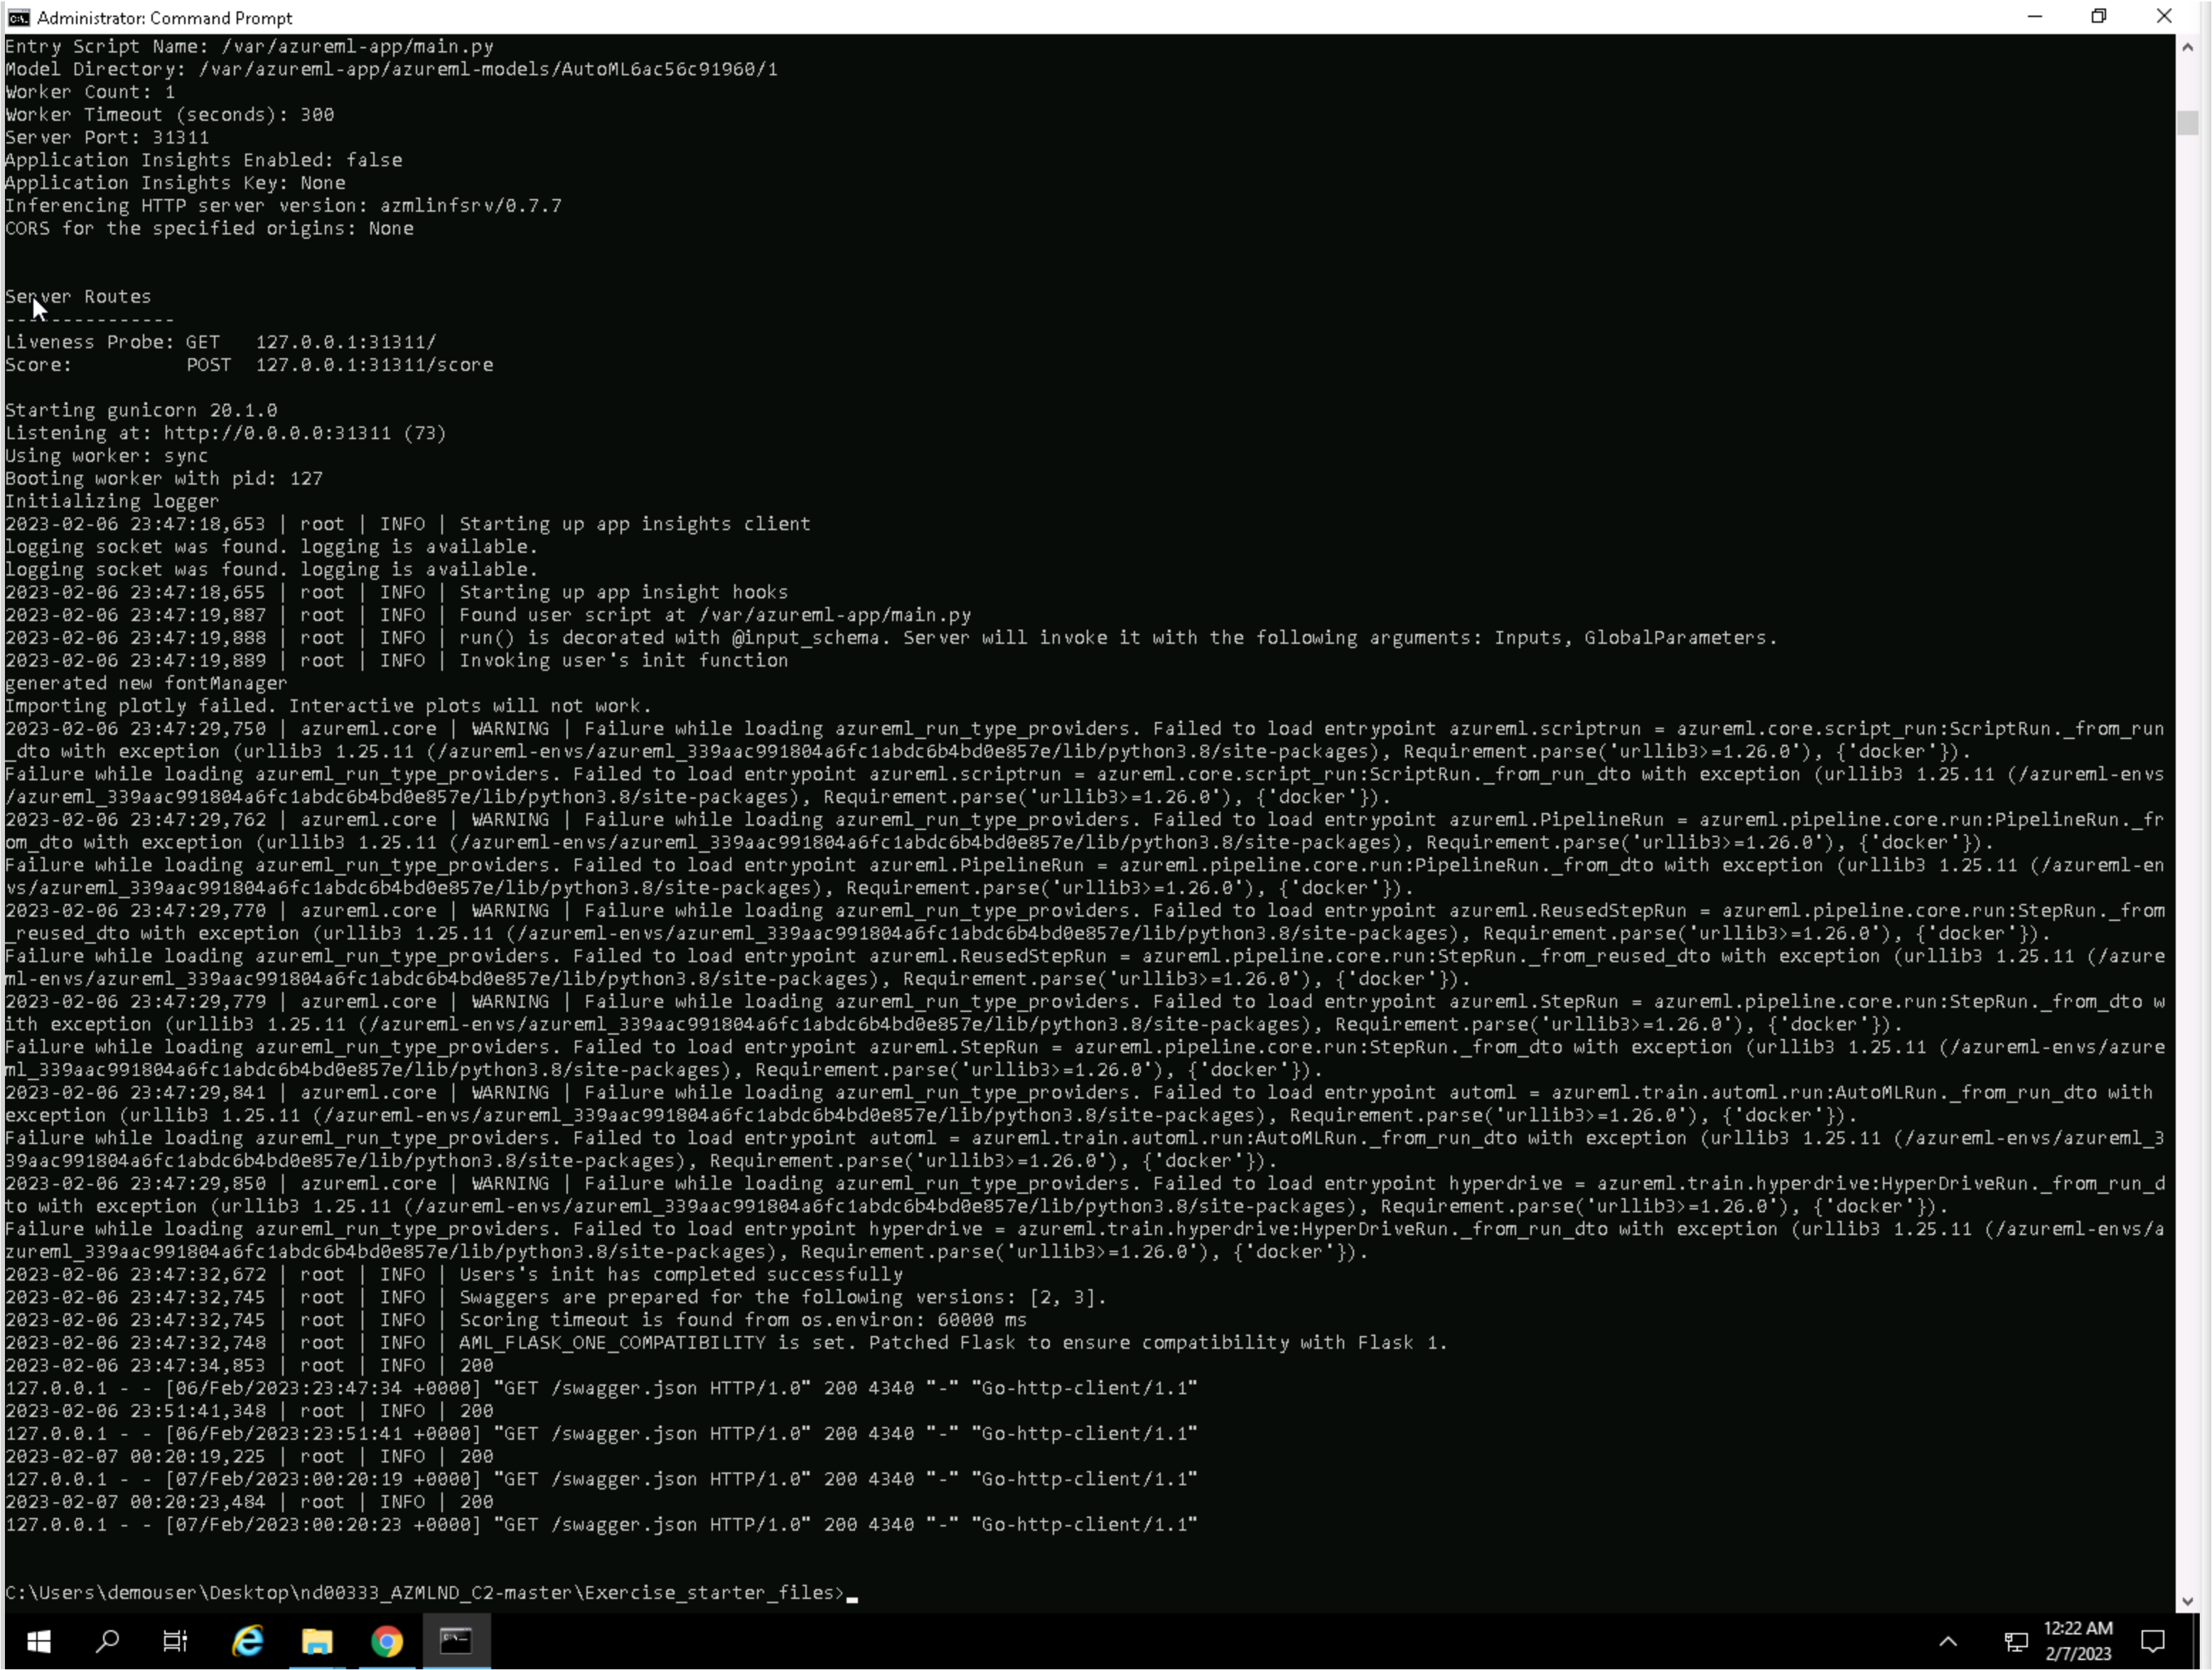 Administrator: Command Prompt
Entry Script Name: /var/azureml-app/main.py
Model Directory: /var/azureml-app/azureml-models/AutoML6ac56c91960/1
Worker Count: 1
Worker Timeout (seconds): 300
Server Port: 31311
Application Insights Enabled: false
Application Insights Key: None
Inferencing HTTP server version: azmlinfsrv/0.7.7
CORS for the specified origins: None
Server Routes
---------------
Liveness Probe: GET   127.0.0.1:31311/
Score:          POST  127.0.0.1:31311/score
Starting gunicorn 20.1.0
Listening at: http://0.0.0.0:31311 (73)
Using worker: sync
Booting worker with pid: 127
Initializing logger
2023-02-06 23:47:18,653 | root | INFO | Starting up app insights client
logging socket was found. logging is available.
logging socket was found. logging is available.
2023-02-06 23:47:18,655 | root | INFO | Starting up app insight hooks
2023-02-06 23:47:19,887 | root | INFO | Found user script at /var/azureml-app/main.py
2023-02-06 23:47:19,888 | root | INFO | run() is decorated with @input_schema. Server will invoke it with the following arguments: Inputs, GlobalParameters.
2023-02-06 23:47:19,889 | root | INFO | Invoking user's init function
generated new fontManager
Importing plotly failed. Interactive plots will not work.
2023-02-06 23:47:29,750 | azureml.core | WARNING | Failure while loading azureml_run_type_providers. Failed to load entrypoint azureml.scriptrun = azureml.core.script_run:ScriptRun._from_run
_dto with exception (urllib3 1.25.11 (/azureml-envs/azureml_339aac991804a6fc1abdc6b4bd0e857e/lib/python3.8/site-packages), Requirement.parse('urllib3>=1.26.0'), {'docker'}).
Failure while loading azureml_run_type_providers. Failed to load entrypoint azureml.scriptrun = azureml.core.script_run:ScriptRun._from_run_dto with exception (urllib3 1.25.11 (/azureml-envs
/azureml_339aac991804a6fc1abdc6b4bd0e857e/lib/python3.8/site-packages), Requirement.parse('urllib3>=1.26.0'), {'docker'}).
2023-02-06 23:47:29,762 | azureml.core | WARNING | Failure while loading azureml_run_type_providers. Failed to load entrypoint azureml.PipelineRun = azureml.pipeline.core.run:PipelineRun._fr
om_dto with exception (urllib3 1.25.11 (/azureml-envs/azureml_339aac991804a6fc1abdc6b4bd0e857e/lib/python3.8/site-packages), Requirement.parse('urllib3>=1.26.0'), {'docker'}).
Failure while loading azureml_run_type_providers. Failed to load entrypoint azureml.PipelineRun = azureml.pipeline.core.run:PipelineRun._from_dto with exception (urllib3 1.25.11 (/azureml-en
vs/azureml_339aac991804a6fc1abdc6b4bd0e857e/lib/python3.8/site-packages), Requirement.parse('urllib3>=1.26.0'), {'docker'}).
2023-02-06 23:47:29,770 | azureml.core | WARNING | Failure while loading azureml_run_type_providers. Failed to load entrypoint azureml.ReusedStepRun = azureml.pipeline.core.run:StepRun._from
_reused_dto with exception (urllib3 1.25.11 (/azureml-envs/azureml_339aac991804a6fc1abdc6b4bd0e857e/lib/python3.8/site-packages), Requirement.parse('urllib3>=1.26.0'), {'docker'}).
Failure while loading azureml_run_type_providers. Failed to load entrypoint azureml.ReusedStepRun = azureml.pipeline.core.run:StepRun._from_reused_dto with exception (urllib3 1.25.11 (/azure
ml-envs/azureml_339aac991804a6fc1abdc6b4bd0e857e/lib/python3.8/site-packages), Requirement.parse('urllib3>=1.26.0'), {'docker'}).
2023-02-06 23:47:29,779 | azureml.core | WARNING | Failure while loading azureml_run_type_providers. Failed to load entrypoint azureml.StepRun = azureml.pipeline.core.run:StepRun._from_dto w
ith exception (urllib3 1.25.11 (/azureml-envs/azureml_339aac991804a6fc1abdc6b4bd0e857e/lib/python3.8/site-packages), Requirement.parse('urllib3>=1.26.0'), {'docker'}).
Failure while loading azureml_run_type_providers. Failed to load entrypoint azureml.StepRun = azureml.pipeline.core.run:StepRun._from_dto with exception (urllib3 1.25.11 (/azureml-envs/azure
ml_339aac991804a6fc1abdc6b4bd0e857e/lib/python3.8/site-packages), Requirement.parse('urllib3>=1.26.0'), {'docker'}).
2023-02-06 23:47:29,841 | azureml.core | WARNING | Failure while loading azureml_run_type_providers. Failed to load entrypoint automl = azureml.train.automl.run:AutoMLRun._from_run_dto with
exception (urllib3 1.25.11 (/azureml-envs/azureml_339aac991804a6fc1abdc6b4bd0e857e/lib/python3.8/site-packages), Requirement.parse('urllib3>=1.26.0'), {'docker'}).
Failure while loading azureml_run_type_providers. Failed to load entrypoint automl = azureml.train.automl.run:AutoMLRun._from_run_dto with exception (urllib3 1.25.11 (/azureml-envs/azureml_3
39aac991804a6fc1abdc6b4bd0e857e/lib/python3.8/site-packages), Requirement.parse('urllib3>=1.26.0'), {'docker'}).
2023-02-06 23:47:29,850 | azureml.core | WARNING | Failure while loading azureml_run_type_providers. Failed to load entrypoint hyperdrive = azureml.train.hyperdrive:HyperDriveRun._from_run_d
to with exception (urllib3 1.25.11 (/azureml-envs/azureml_339aac991804a6fc1abdc6b4bd0e857e/lib/python3.8/site-packages), Requirement.parse('urllib3>=1.26.0'), {'docker'}).
Failure while loading azureml_run_type_providers. Failed to load entrypoint hyperdrive = azureml.train.hyperdrive:HyperDriveRun._from_run_dto with exception (urllib3 1.25.11 (/azureml-envs/a
zureml_339aac991804a6fc1abdc6b4bd0e857e/lib/python3.8/site-packages), Requirement.parse('urllib3>=1.26.0'), {'docker'}).
2023-02-06 23:47:32,672 | root | INFO | Users's init has completed successfully
2023-02-06 23:47:32,745 | root | INFO | Swaggers are prepared for the following versions: [2, 3].
2023-02-06 23:47:32,745 | root | INFO | Scoring timeout is found from os.environ: 60000 ms
2023-02-06 23:47:32,748 | root | INFO | AML_FLASK_ONE_COMPATIBILITY is set. Patched Flask to ensure compatibility with Flask 1.
2023-02-06 23:47:34,853 | root | INFO | 200
127.0.0.1 - - [06/Feb/2023:23:47:34 +0000] "GET /swagger.json HTTP/1.0" 200 4340 "-" "Go-http-client/1.1"
2023-02-06 23:51:41,348 | root | INFO | 200
127.0.0.1 - - [06/Feb/2023:23:51:41 +0000] "GET /swagger.json HTTP/1.0" 200 4340 "-" "Go-http-client/1.1"
2023-02-07 00:20:19,225 | root | INFO | 200
127.0.0.1 - - [07/Feb/2023:00:20:19 +0000] "GET /swagger.json HTTP/1.0" 200 4340 "-" "Go-http-client/1.1"
2023-02-07 00:20:23,484 | root | INFO | 200
127.0.0.1 - - [07/Feb/2023:00:20:23 +0000] "GET /swagger.json HTTP/1.0" 200 4340 "-" "Go-http-client/1.1"
C:\Users\demouser\Desktop\nd00333_AZMLND_C2-master\Exercise_starter_files>_
12:22 AM
2/7/2023